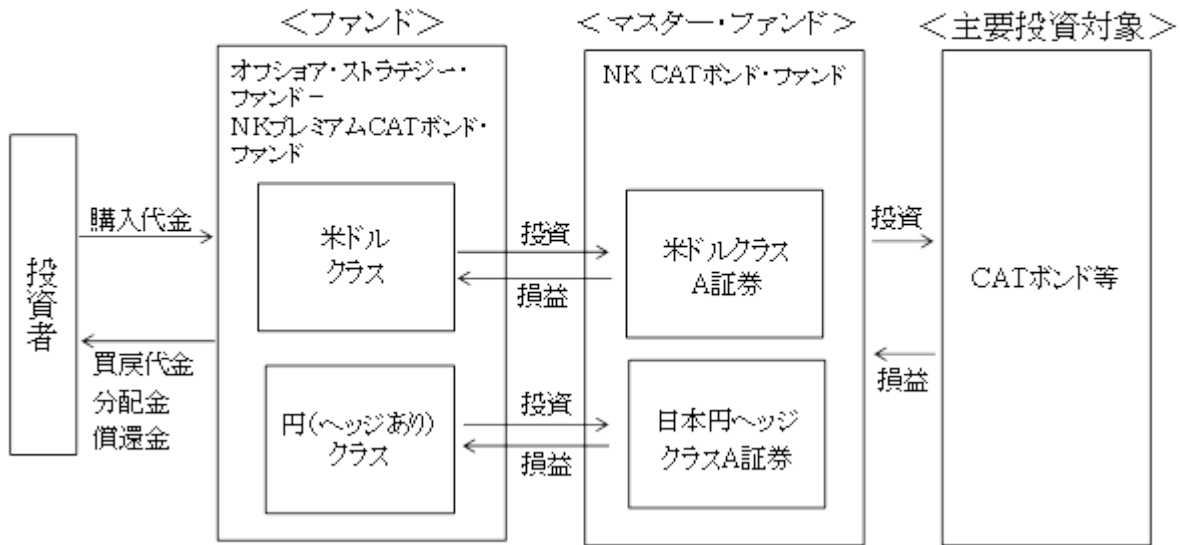 ＜ファンド＞
＜マスター・ファンド＞
＜主要投資対象＞
オフショア・ストラテジー・
ファンド－
NKプレミアムCATボンド・
ファンド
NK CATボンド・ファンド
投資者
購入代金
買戻代金
分配金
償還金
米ドル
クラス
投資
損益
米ドルクラス
A証券
円（ヘッジあり）
クラス
投資
損益
日本円ヘッジ
クラスA証券
投資
損益
CATボンド等